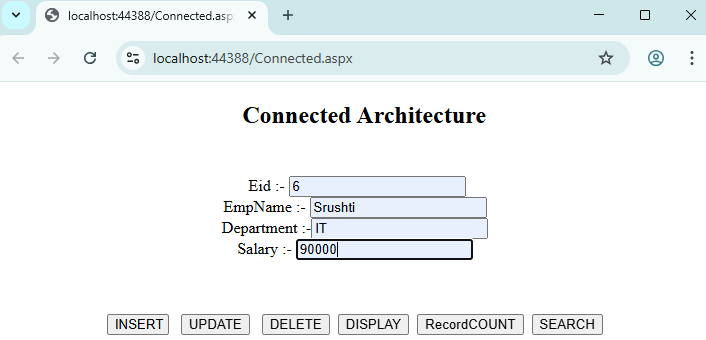 localhost:44388/Connected.asp
localhost:44388/Connected.aspx
Connected Architecture
Eid :- 6
EmpName :- Srushti
Department :- IT
Salary :- 90000
INSERT UPDATE DELETE DISPLAY RecordCOUNT SEARCH